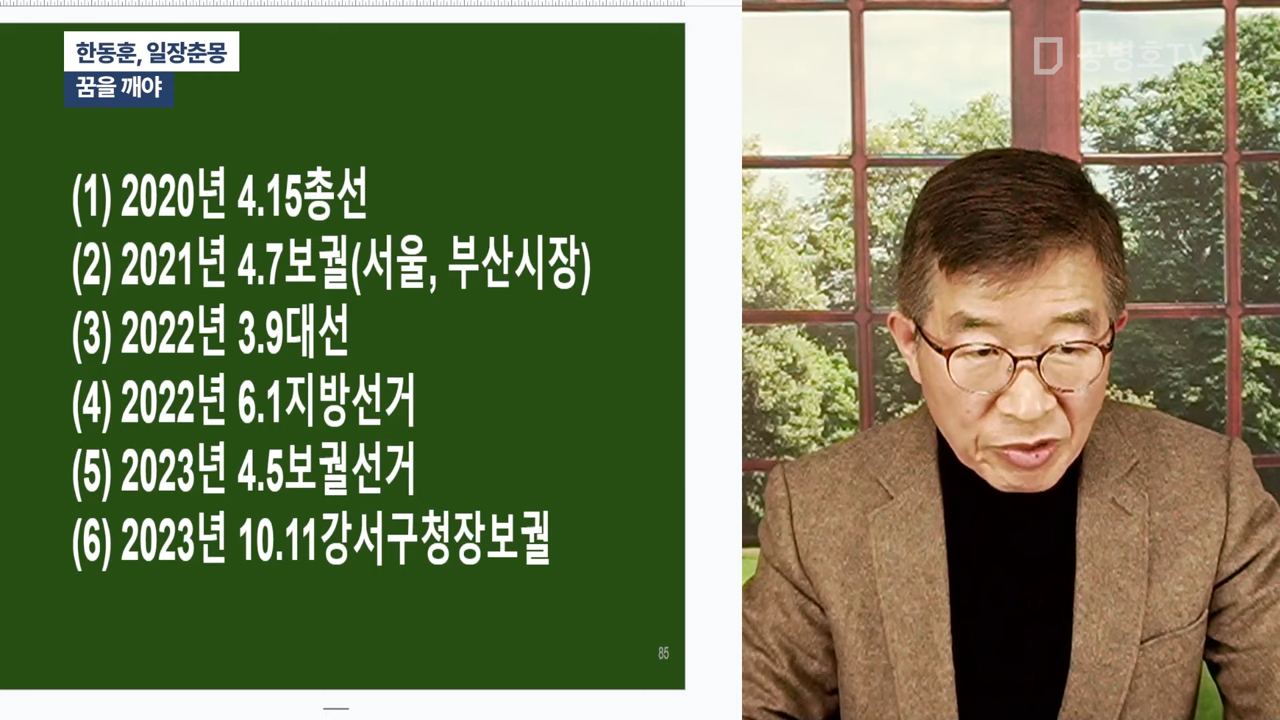 한동훈, 일장춘몽
꿈을 깨야
공병호TV
(1) 2020년 4.15총선
(2) 2021년 4.7보궐(서울, 부산시장)
(3) 2022년 3.9대선
(4) 2022년 6.1지방선거
(5) 2023년 4.5보궐선거
(6) 2023년 10.11강서구청장보궐
85